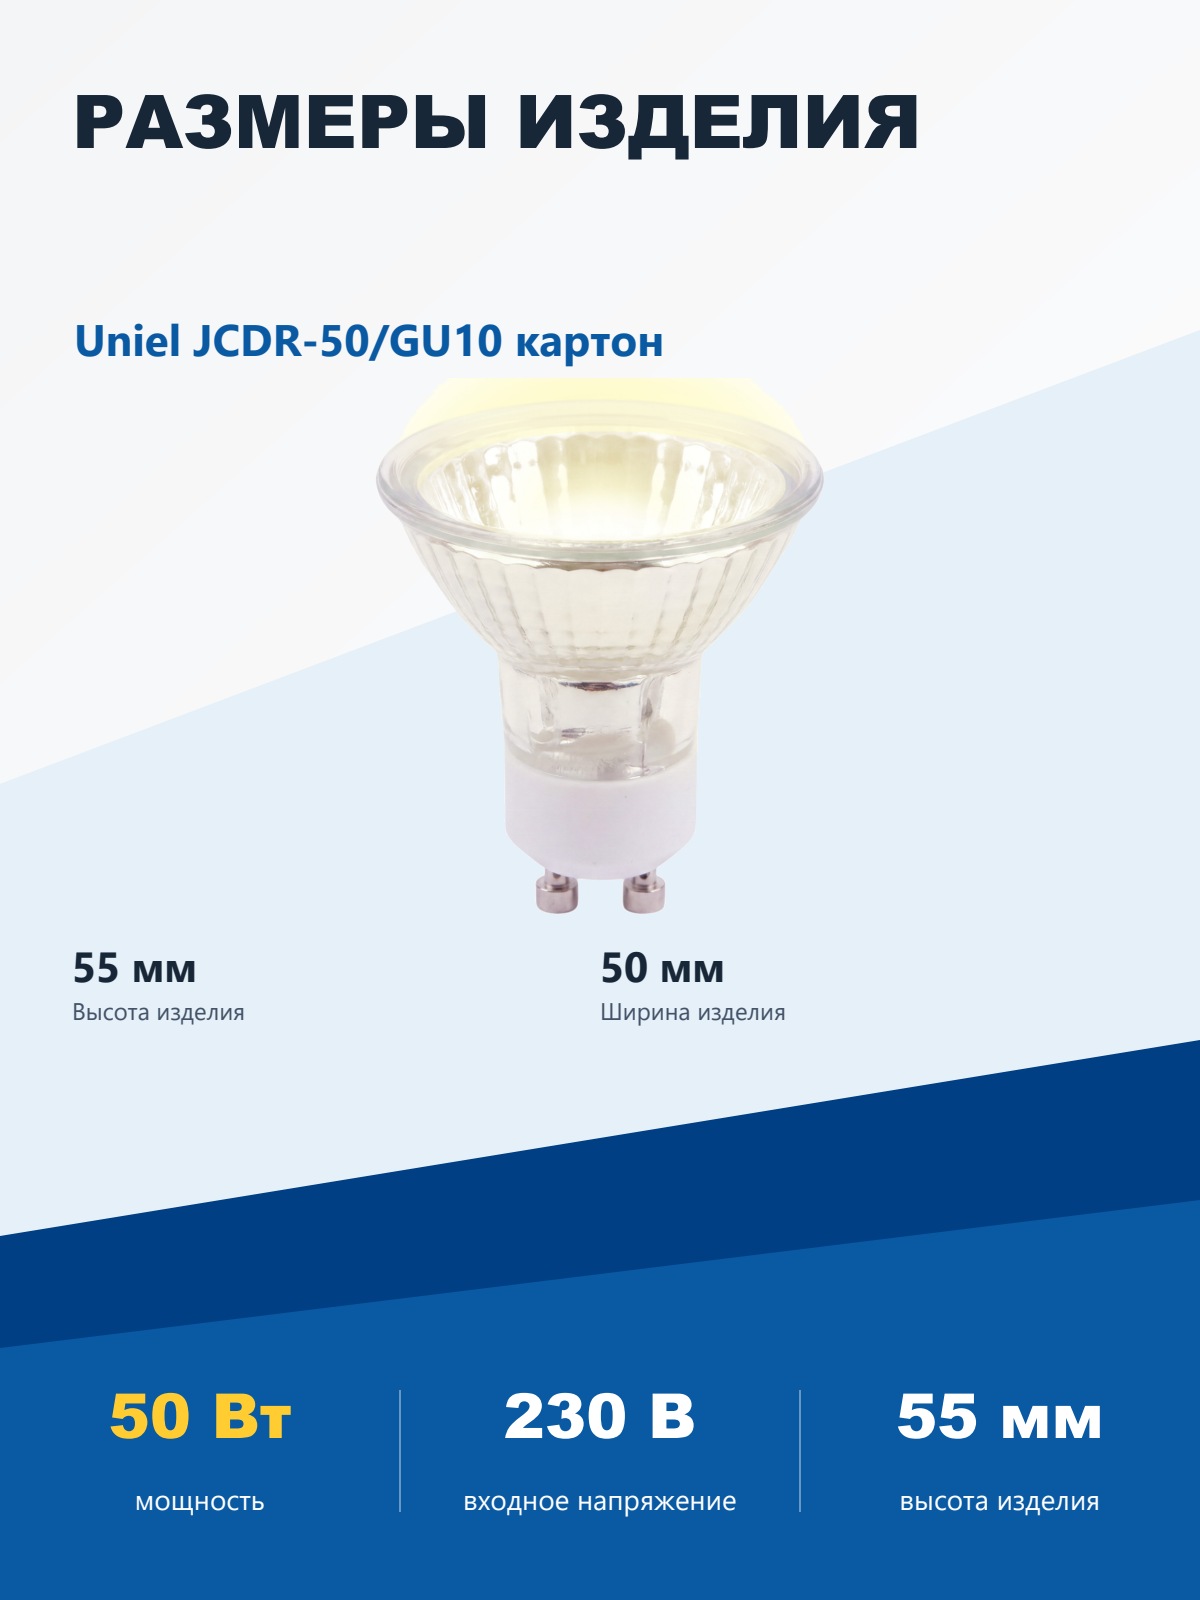 РАЗМЕРЫ ИЗДЕЛИЯ
Uniel JCDR-50/GU10 картон
55 мм
Высота изделия
50 мм
Ширина изделия
50 Вт
мощность
230 В
входное напряжение
55 мм
высота изделия